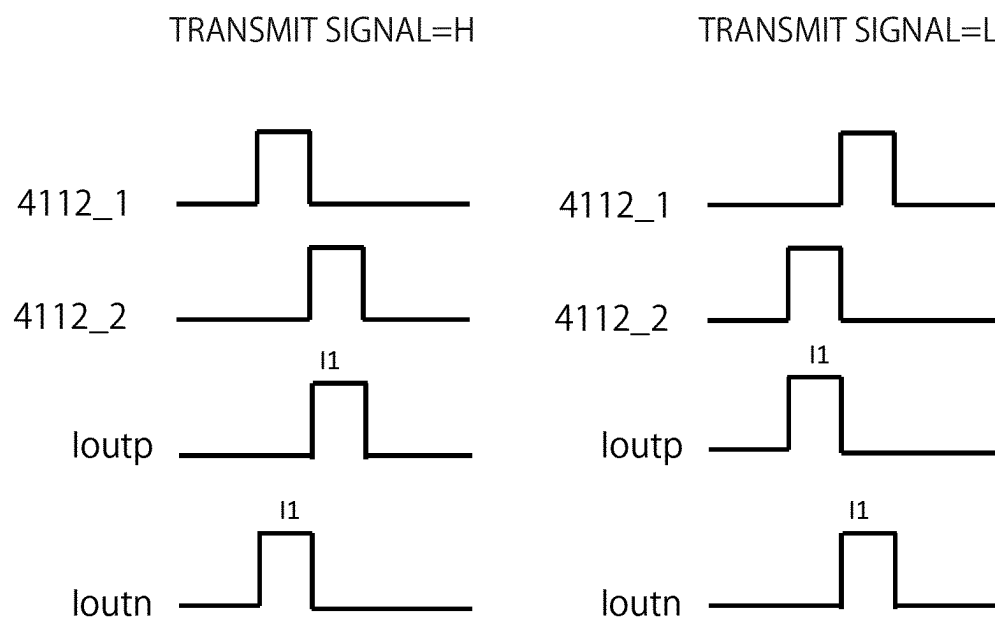 TRANSMIT SIGNAL=H
TRANSMIT SIGNAL=L
4112_1
4112_1
4112_2
4112_2
I1
I1
Ioutp
Ioutp
I1
I1
Ioutn
Ioutn